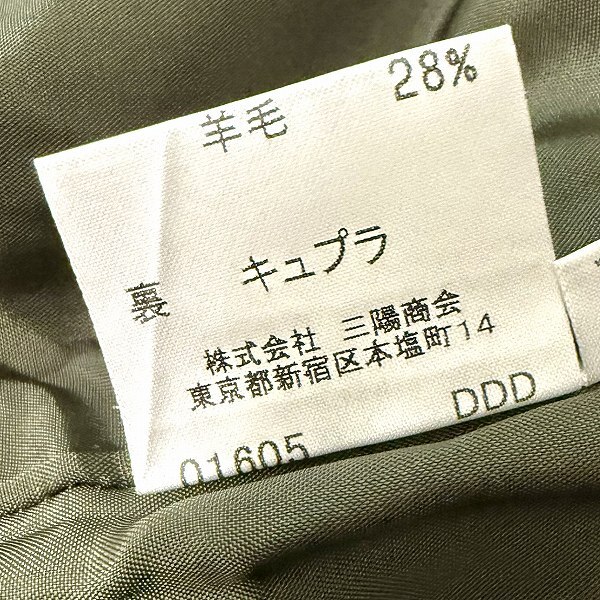 羊毛 28%
裏 キュプラ
株式会社 三陽商会
東京都新宿区本塩町14
01605 DDD